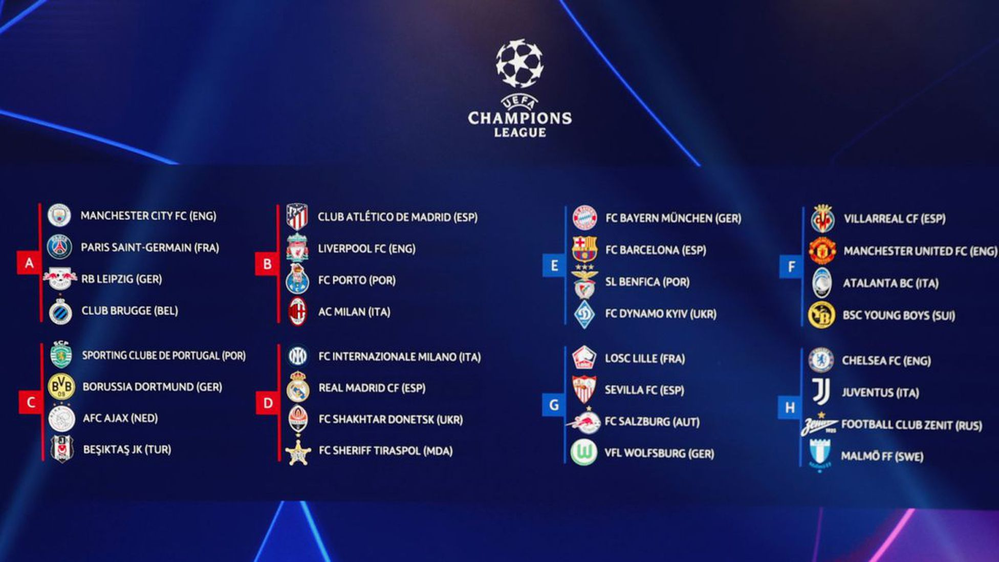 UEFA
CHAMPIONS
LEAGUE
A
MANCHESTER CITY FC (ENG)
PARIS SAINT-GERMAIN (FRA)
RB LEIPZIG (GER)
CLUB BRUGGE (BEL)
B
CLUB ATLÉTICO DE MADRID (ESP)
LIVERPOOL FC (ENG)
FC PORTO (POR)
AC MILAN (ITA)
C
SCP
SPORTING CLUBE DE PORTUGAL (POR)
BVB
09
BORUSSIA DORTMUND (GER)
AFC AJAX (NED)
BEŞIKTAŞ JK (TUR)
D
FC INTERNAZIONALE MILANO (ITA)
REAL MADRID CF (ESP)
FC SHAKHTAR DONETSK (UKR)
FC SHERIFF TIRASPOL (MDA)
E
FC BAYERN MÜNCHEN (GER)
FC BARCELONA (ESP)
SL BENFICA (POR)
FC DYNAMO KYIV (UKR)
F
VILLARREAL CF (ESP)
MANCHESTER UNITED FC (ENG)
ATALANTA BC (ITA)
BSC YOUNG BOYS (SUI)
G
LOSC LILLE (FRA)
SEVILLA FC (ESP)
FC SALZBURG (AUT)
VFL WOLFSBURG (GER)
H
CHELSEA FC (ENG)
JUVENTUS (ITA)
FOOTBALL CLUB ZENIT (RUS)
MALMÖ FF (SWE)